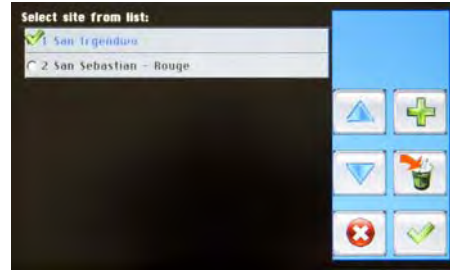 Select site from list:
1 San Irgendwo
2 San Sebastian - Rouge